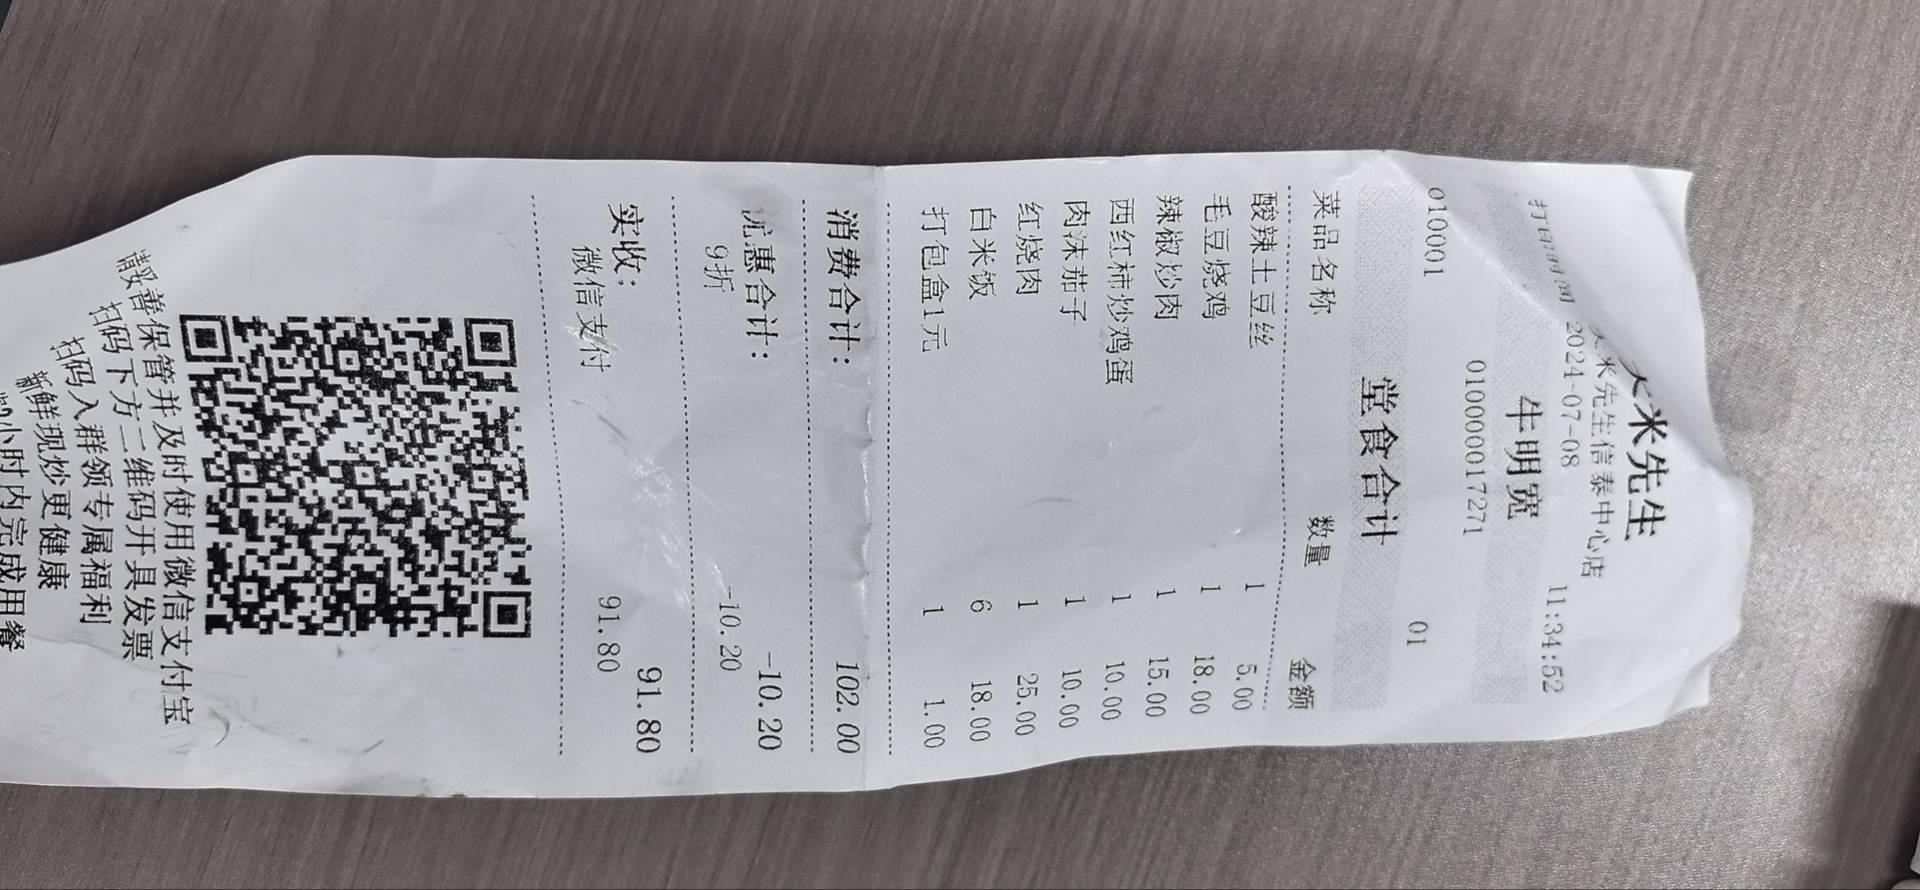 大米先生
大米先生信泰中心店
打印时间 2024-07-08 11:34:52
牛明宽
0100000017271
010001 01
堂食合计
菜品名称 数量 金额
酸辣土豆丝 1 5.00
毛豆烧鸡 1 18.00
辣椒炒肉 1 15.00
西红柿炒鸡蛋 1 10.00
肉沫茄子 1 10.00
红烧肉 1 25.00
白米饭 6 18.00
打包盒1元 1 1.00
消费合计: 102.00
优惠合计: -10.20
9折 -10.20
实收: 91.80
微信支付 91.80
请妥善保管并及时使用微信支付宝
扫码下方二维码开具发票
扫码入群领专属福利
新鲜现炒更健康
小时内完成用餐